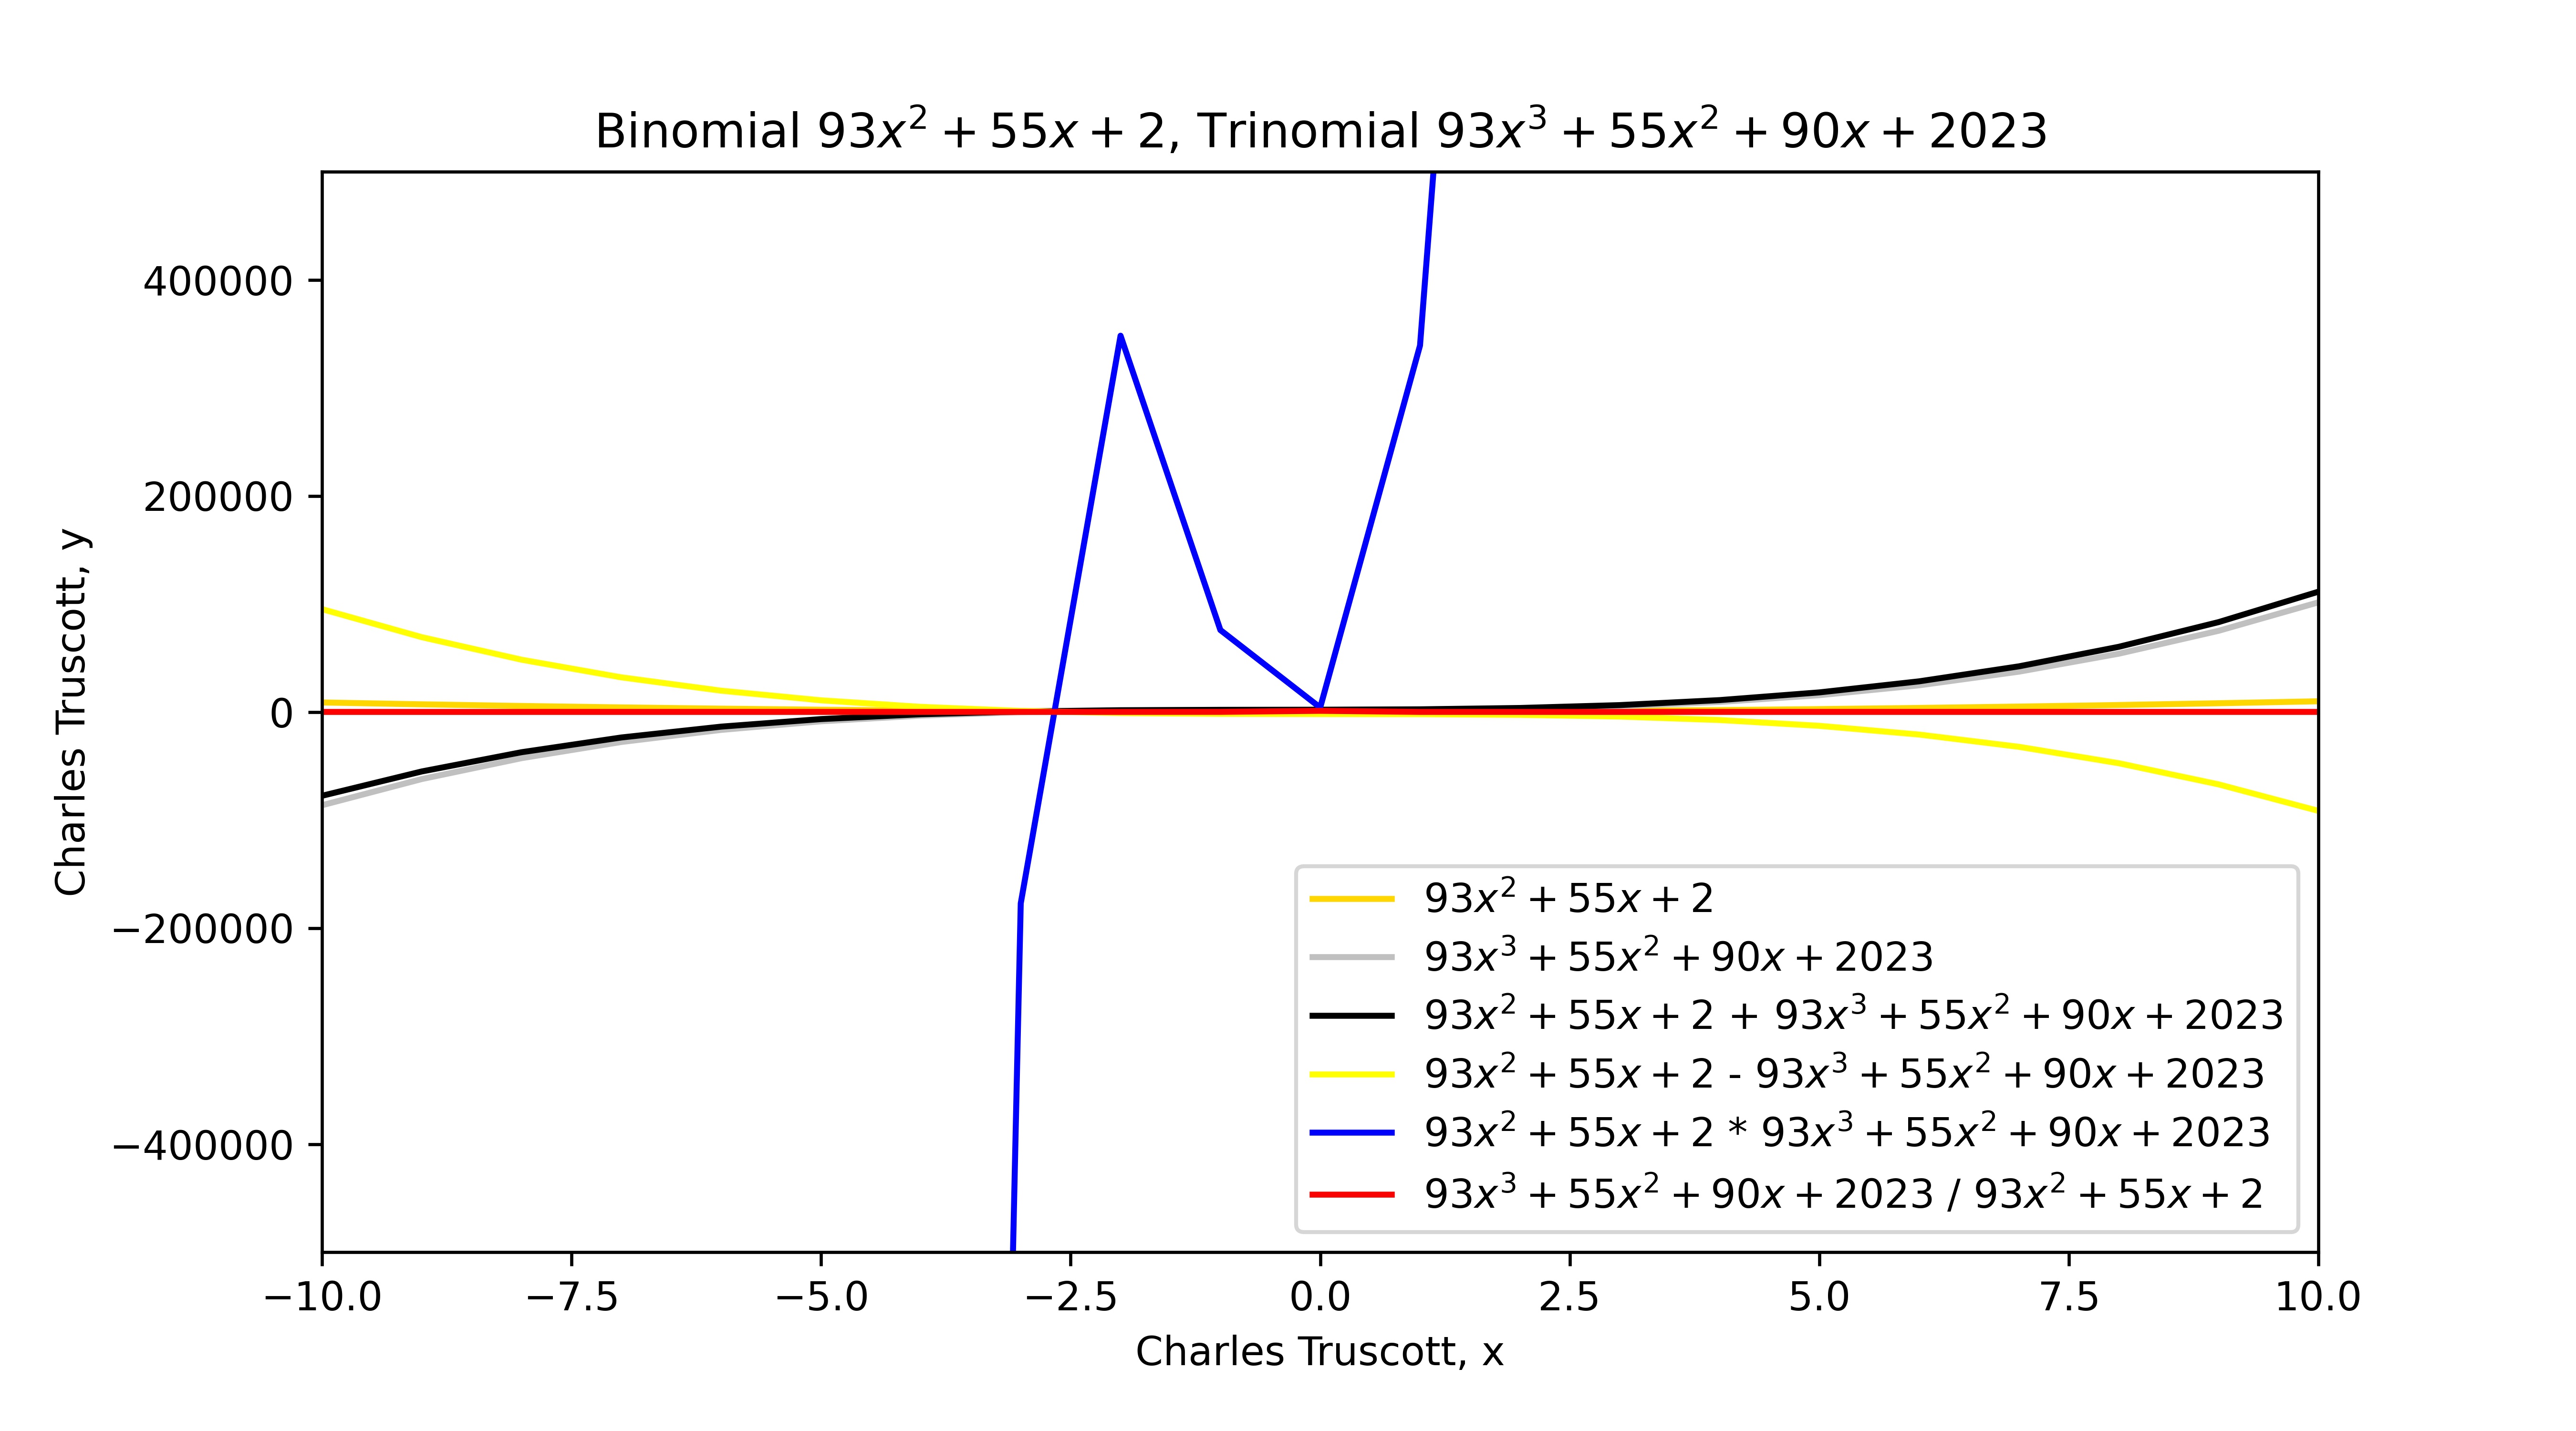 Binomial 93x² + 55x + 2, Trinomial 93x³ + 55x² + 90x + 2023
400000
200000
0
−200000
−400000
Charles Truscott, y
93x² + 55x + 2
93x³ + 55x² + 90x + 2023
93x² + 55x + 2 + 93x³ + 55x² + 90x + 2023
93x² + 55x + 2 - 93x³ + 55x² + 90x + 2023
93x² + 55x + 2 * 93x³ + 55x² + 90x + 2023
93x³ + 55x² + 90x + 2023 / 93x² + 55x + 2
−10.0 −7.5 −5.0 −2.5 0.0 2.5 5.0 7.5 10.0
Charles Truscott, x